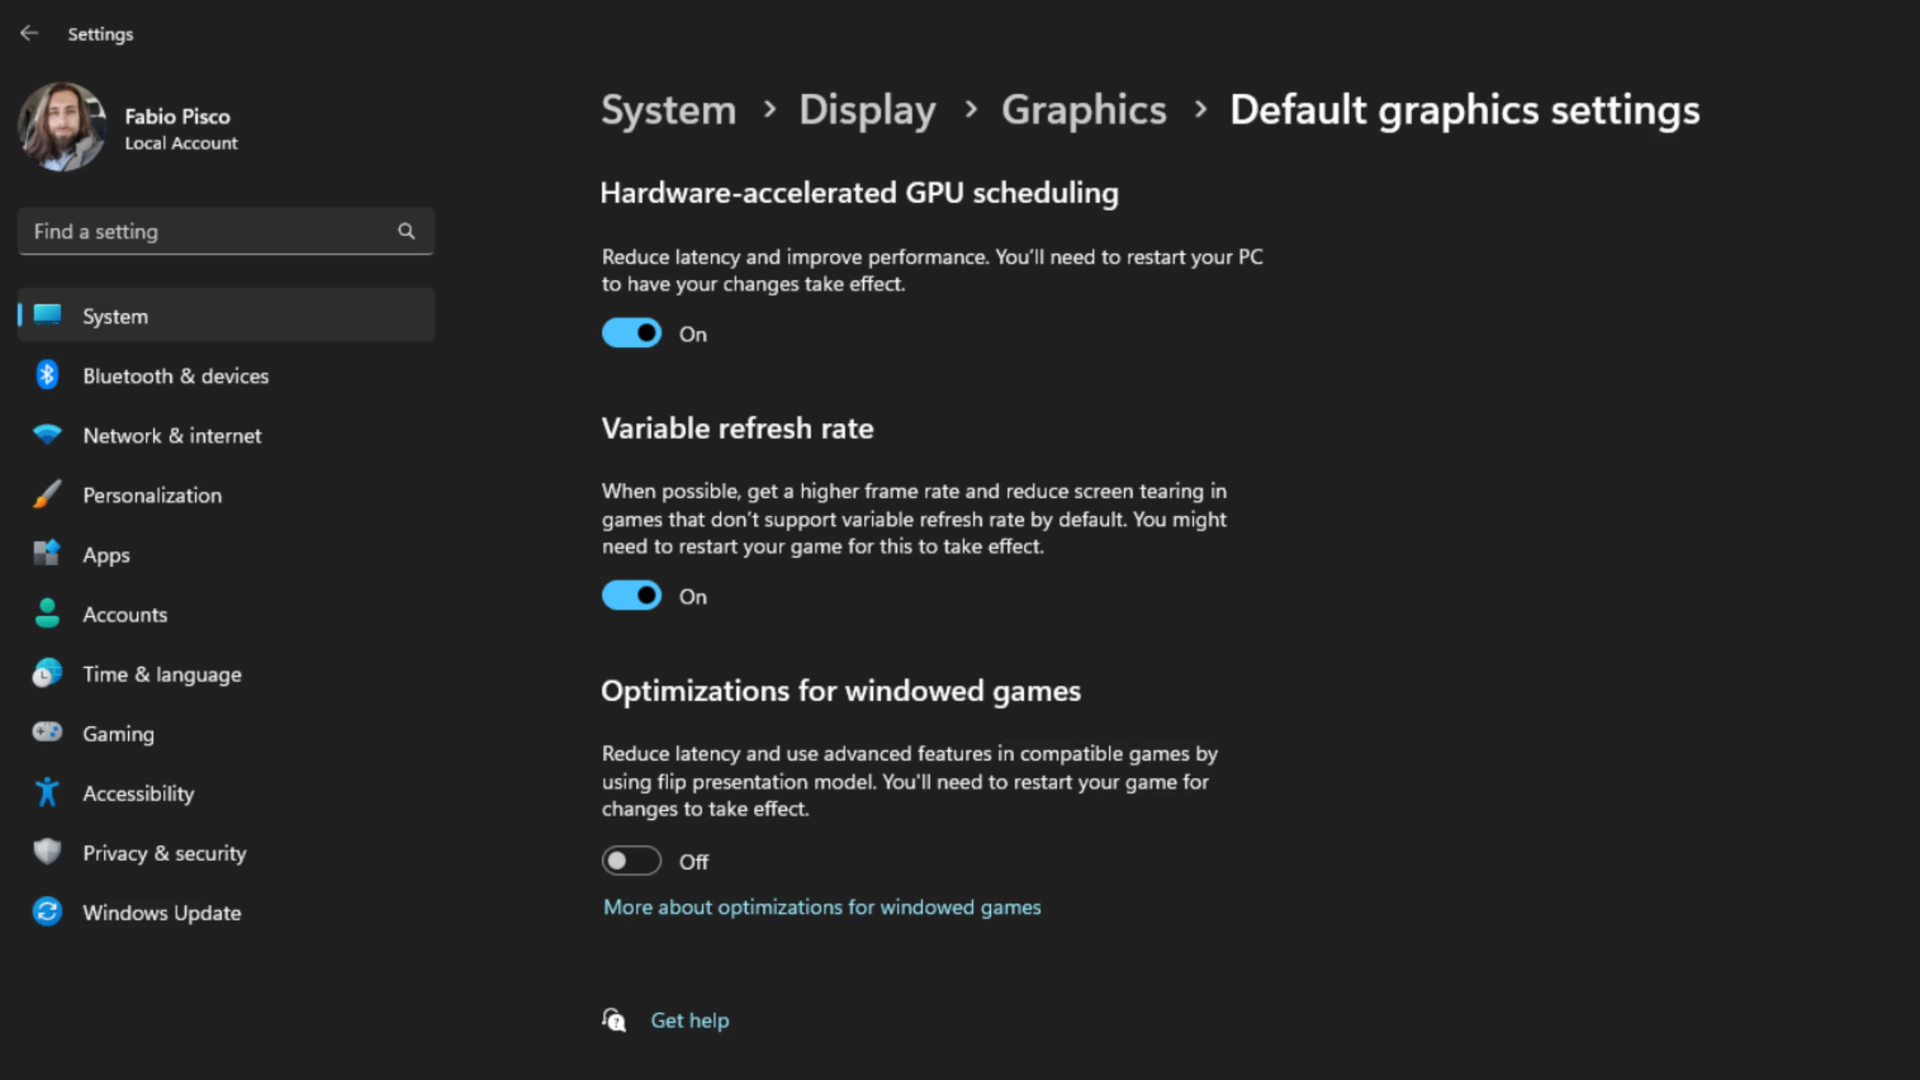 Settings
Fabio Pisco
Local Account
Find a setting
System
Bluetooth & devices
Network & internet
Personalization
Apps
Accounts
Time & language
Gaming
Accessibility
Privacy & security
Windows Update
System > Display > Graphics > Default graphics settings
Hardware-accelerated GPU scheduling
Reduce latency and improve performance. You'll need to restart your PC
to have your changes take effect.
On
Variable refresh rate
When possible, get a higher frame rate and reduce screen tearing in
games that don't support variable refresh rate by default. You might
need to restart your game for this to take effect.
On
Optimizations for windowed games
Reduce latency and use advanced features in compatible games by
using flip presentation model. You'll need to restart your game for
changes to take effect.
Off
More about optimizations for windowed games
Get help